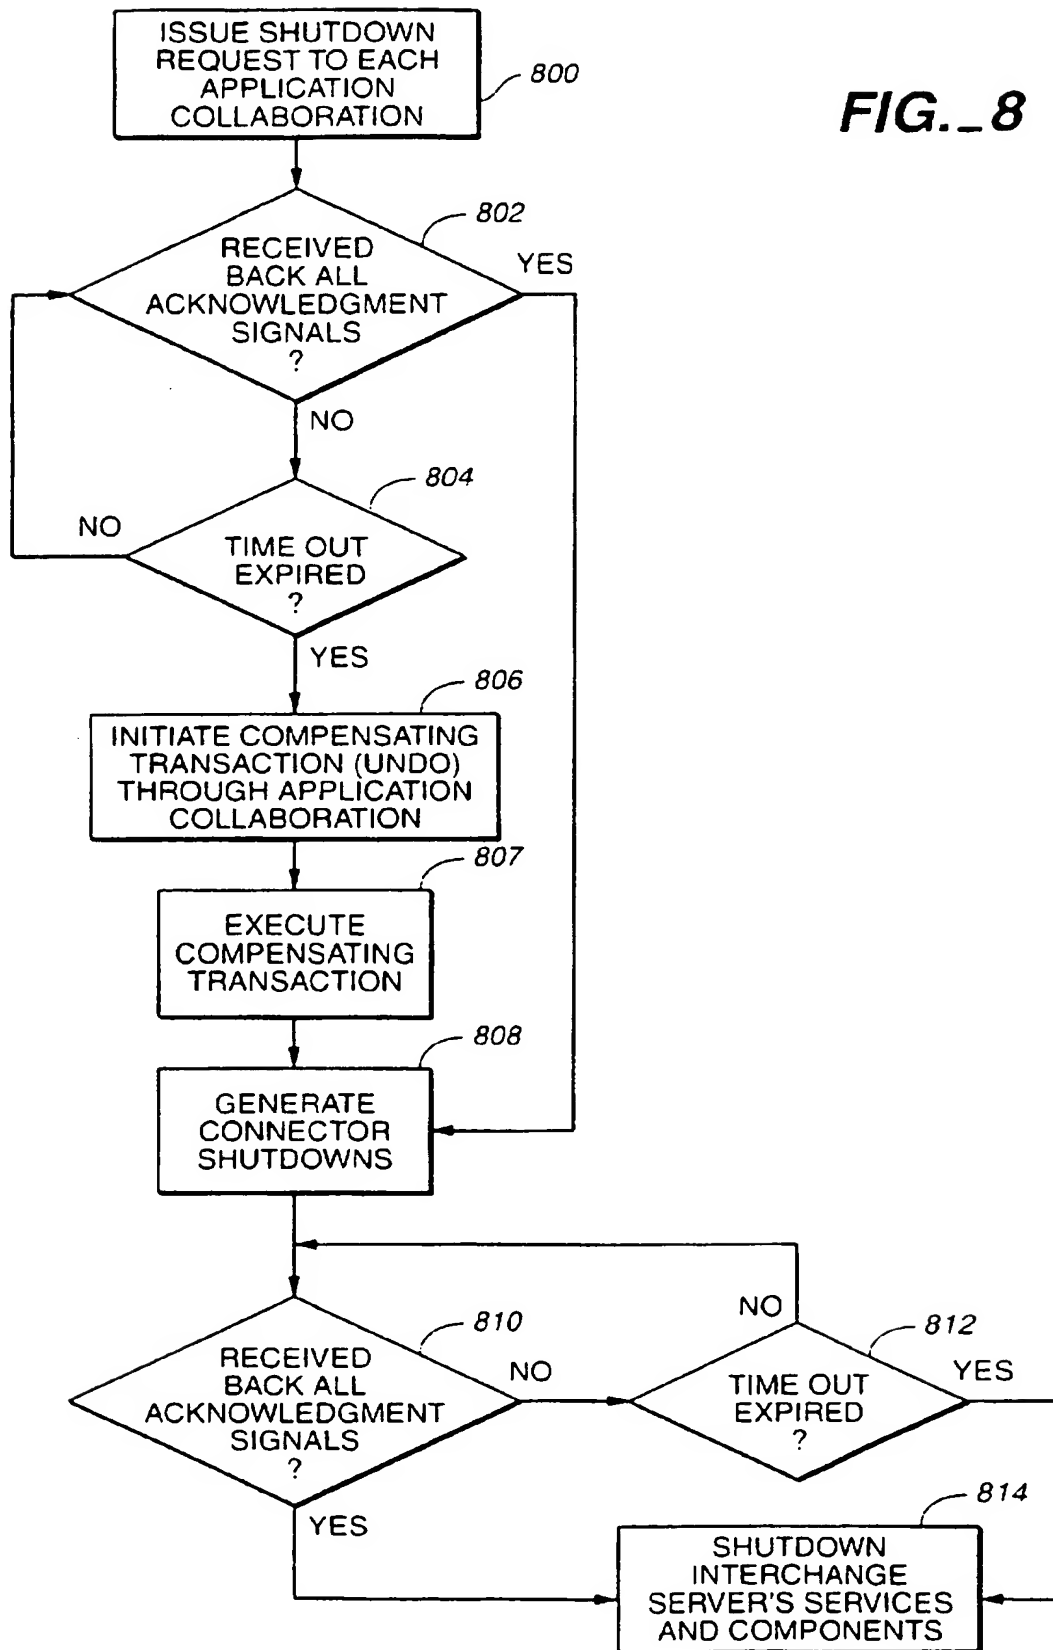 ISSUE SHUTDOWN
REQUEST TO EACH
APPLICATION
COLLABORATION
800
FIG._8
802
RECEIVED
BACK ALL
ACKNOWLEDGMENT
SIGNALS
?
YES
NO
804
NO
TIME OUT
EXPIRED
?
YES
806
INITIATE COMPENSATING
TRANSACTION (UNDO)
THROUGH APPLICATION
COLLABORATION
807
EXECUTE
COMPENSATING
TRANSACTION
808
GENERATE
CONNECTOR
SHUTDOWNS
810
RECEIVED
BACK ALL
ACKNOWLEDGMENT
SIGNALS
?
NO
YES
NO
812
TIME OUT
EXPIRED
?
YES
814
SHUTDOWN
INTERCHANGE
SERVER'S SERVICES
AND COMPONENTS